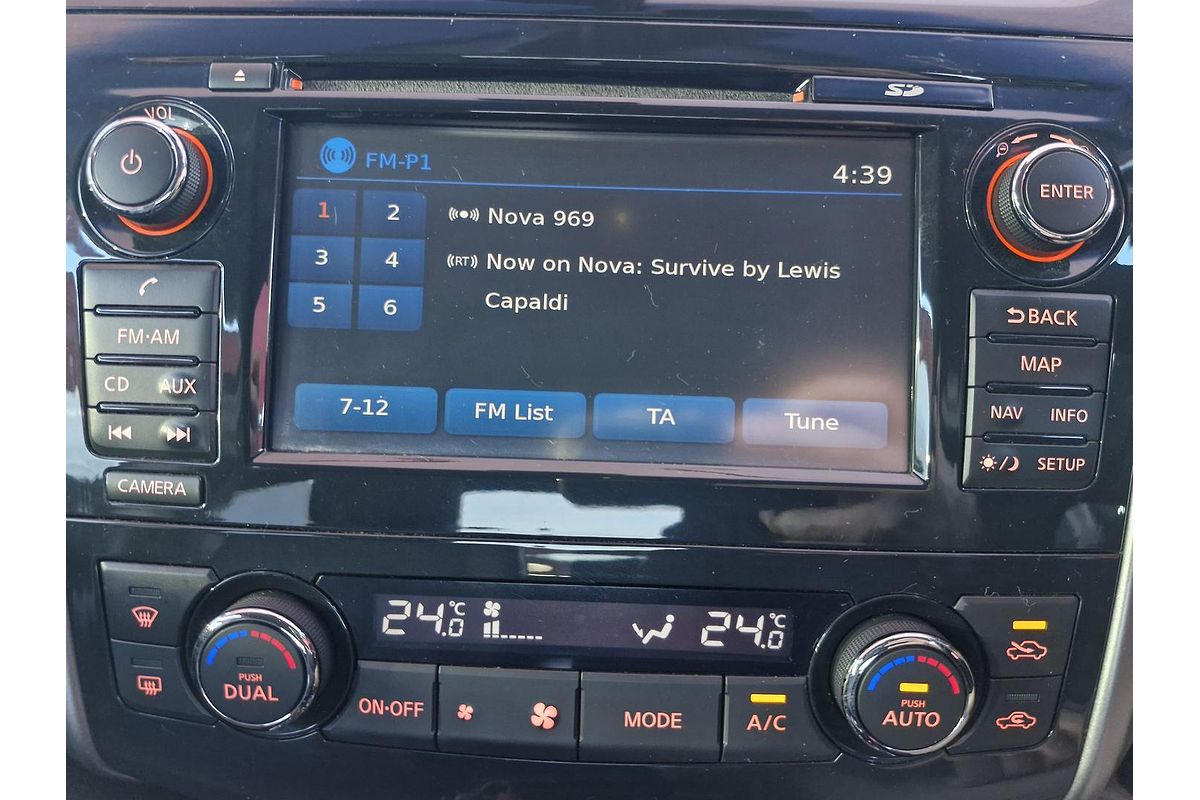 VOL
SD
FM-P1
4:39
ENTER
1 2
3 4
5 6
Nova 969
RT Now on Nova: Survive by Lewis
Capaldi
7-12 FM List TA Tune
FM·AM
CD AUX
CAMERA
BACK
MAP
NAV INFO
SETUP
24.0°C
24.0°C
PUSH
DUAL
ON·OFF
MODE
A/C
PUSH
AUTO